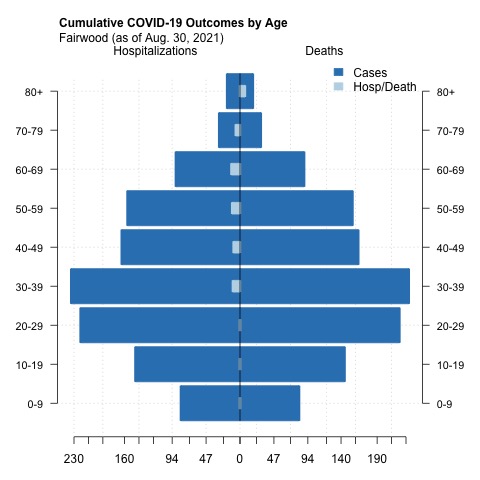 Cumulative COVID-19 Outcomes by Age
Fairwood (as of Aug. 30, 2021)
Hospitalizations Deaths
Cases
Hosp/Death
80+ 80+
70-79 70-79
60-69 60-69
50-59 50-59
40-49 40-49
30-39 30-39
20-29 20-29
10-19 10-19
0-9 0-9
230 160 94 47 0 47 94 140 190